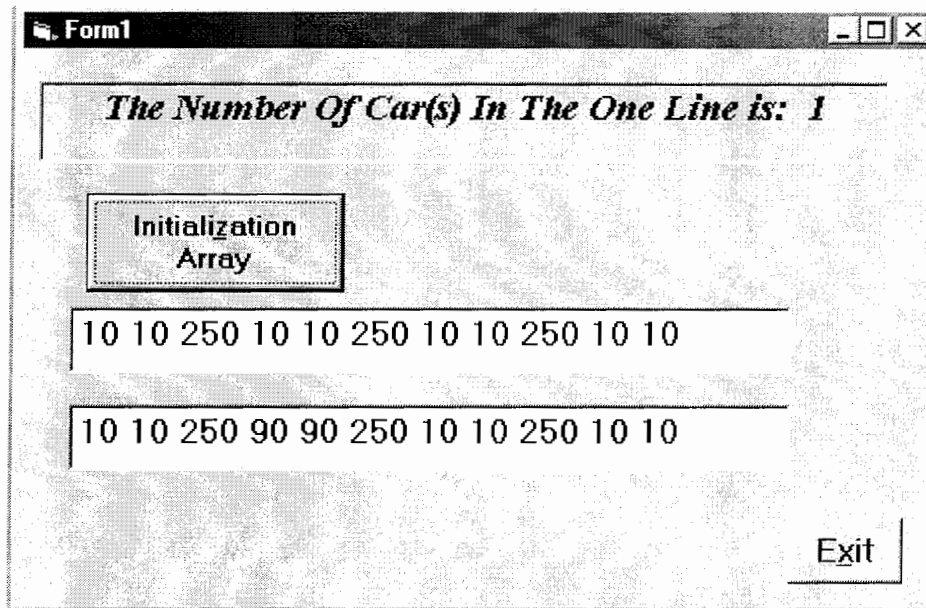 Form1
The Number Of Car(s) In The One Line is: 1
Initialization
Array
10 10 250 10 10 250 10 10 250 10 10
10 10 250 90 90 250 10 10 250 10 10
Exit